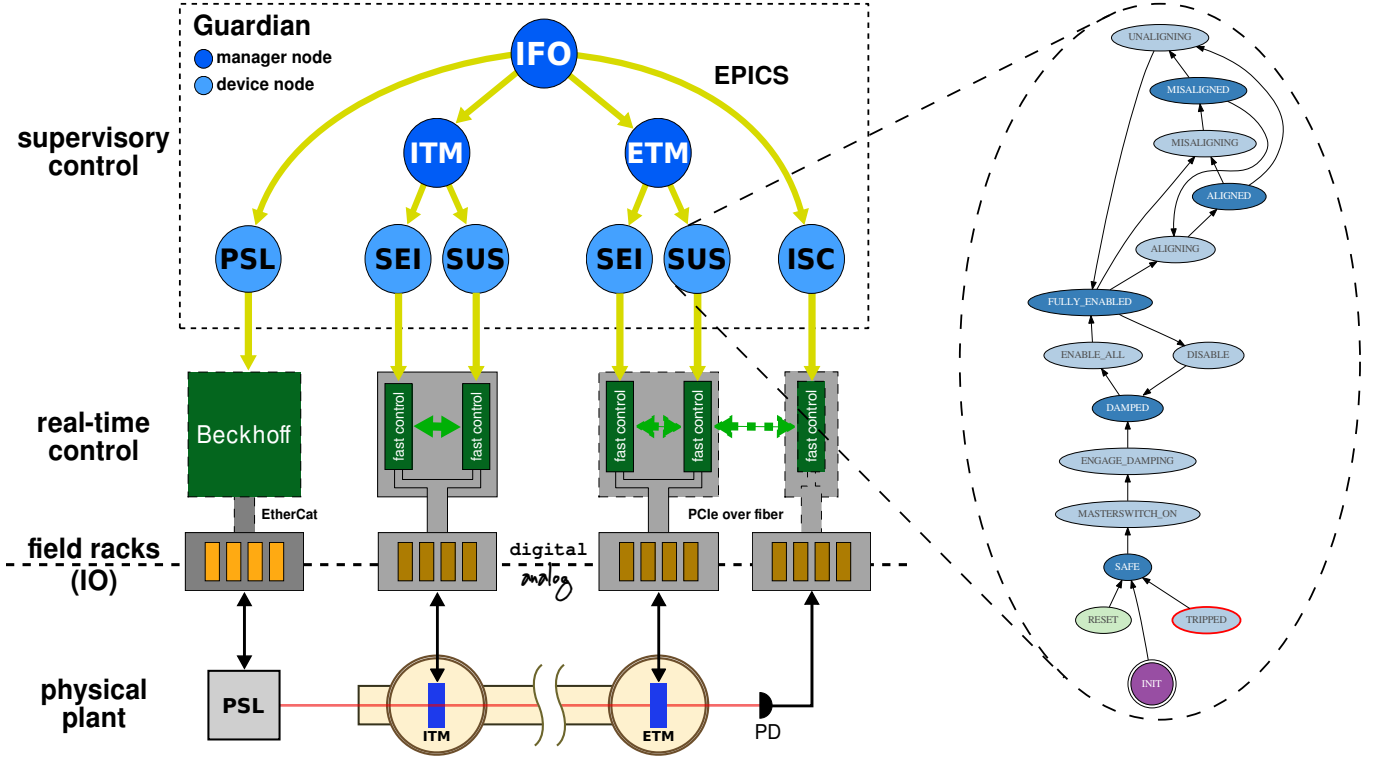 Guardian
manager node
device node
EPICS
IFO
ITM
ETM
PSL
SEI
SUS
SEI
SUS
ISC
supervisory
control
real-time
control
Beckhoff
fast control
fast control
fast control
fast control
fast control
EtherCat
PCIe over fiber
field racks
(IO)
digital
analog
physical
plant
PSL
ITM
ETM
PD
UNALIGNING
MISALIGNED
MISALIGNING
ALIGNED
ALIGNING
FULLY_ENABLED
ENABLE_ALL
DISABLE
DAMPED
ENGAGE_DAMPING
MASTERSWITCH_ON
SAFE
RESET
TRIPPED
INIT